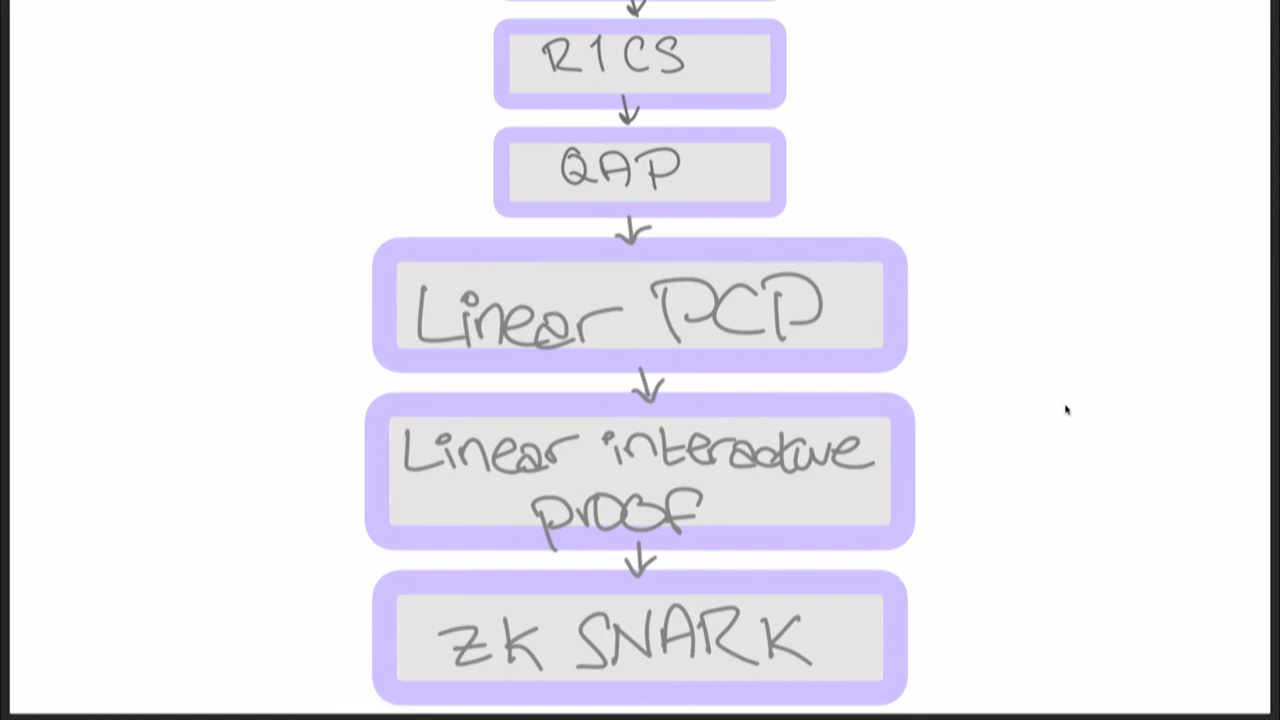 R1CS
QAP
Linear PCP
Linear interactive
proof
ZK SNARK